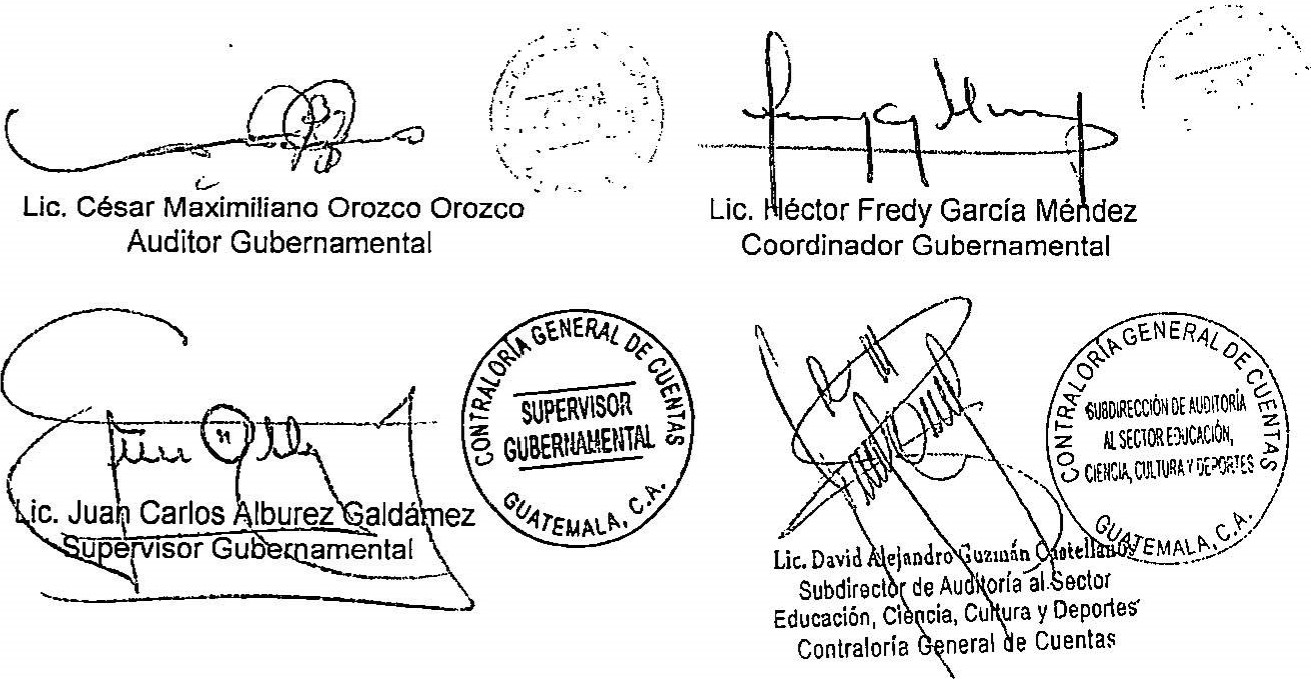 Lic. César Maximiliano Orozco Orozco
Auditor Gubernamental
Lic. Héctor Fredy García Méndez
Coordinador Gubernamental
CONTRALORÍA GENERAL DE CUENTAS
SUPERVISOR
GUBERNAMENTAL
GUATEMALA, C.A.
Lic. Juan Carlos Alburez Galdámez
Supervisor Gubernamental
CONTRALORÍA GENERAL DE CUENTAS
SUBDIRECCIÓN DE AUDITORÍA
AL SECTOR EDUCACIÓN,
CIENCIA, CULTURA Y DEPORTES
GUATEMALA, C.A.
Lic. David Alejandro Guzmán Castellanos
Subdirector de Auditoría al Sector
Educación, Ciencia, Cultura y Deportes
Contraloría General de Cuentas